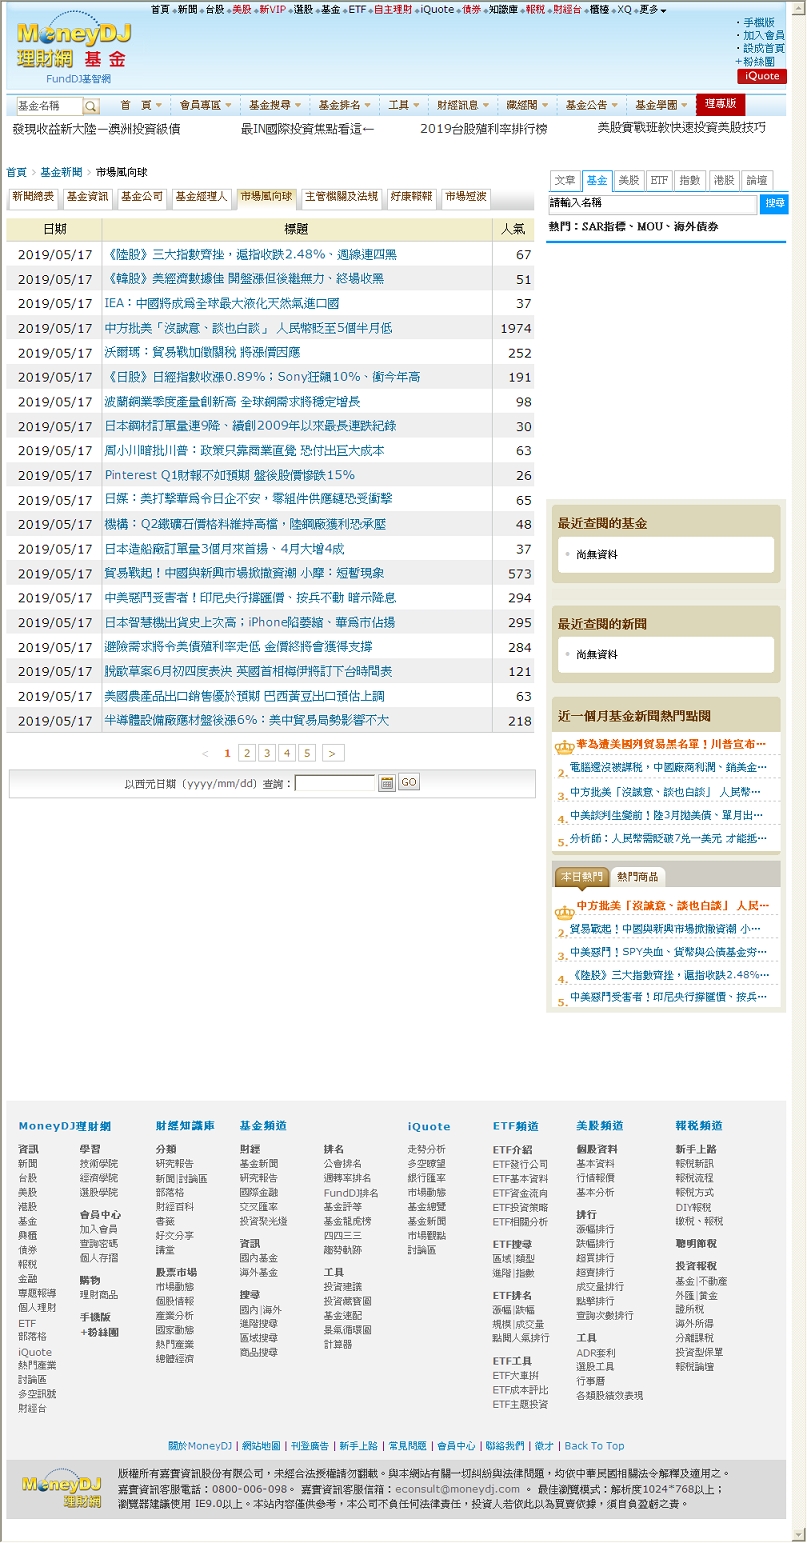 首頁 新聞 台股 美股 新VIP 選股 基金 ETF 自主理財 iQuote 債券 知識庫 報稅 財經台 櫃檯 XQ 更多
MoneyDJ
理財網 基金
FundDJ基智網
手機版
加入會員
設成首頁
+粉絲團
iQuote
基金名稱 首 頁 會員專區 基金搜尋 基金排名 工具 財經訊息 藏經閣 基金公告 基金學園 理專版
發現收益新大陸—澳洲投資級債 最IN國際投資焦點看這← 2019台股殖利率排行榜 美股實戰班教快速投資美股技巧
首頁 > 基金新聞 > 市場風向球
新聞總表 基金資訊 基金公司 基金經理人 市場風向球 主管機關及法規 好康報報 市場短波
文章 基金 美股 ETF 指數 港股 論壇
請輸入名稱 搜尋
熱門：SAR指標、MOU、海外債券
日期 標題 人氣
2019/05/17 《陸股》三大指數齊挫，滬指收跌2.48%、週線連四黑 67
2019/05/17 《韓股》美經濟數據佳 開盤漲但後繼無力、終場收黑 51
2019/05/17 IEA：中國將成為全球最大液化天然氣進口國 37
2019/05/17 中方批美「沒誠意、談也白談」 人民幣貶至5個半月低 1974
2019/05/17 沃爾瑪：貿易戰加徵關稅 將漲價因應 252
2019/05/17 《日股》日經指數收漲0.89%；Sony狂飆10%、衝今年高 191
2019/05/17 波蘭銅業季度產量創新高 全球銅需求將穩定增長 98
2019/05/17 日本鋼材訂單量連9降、續創2009年以來最長連跌紀錄 30
2019/05/17 周小川暗批川普：政策只靠商業直覺 恐付出巨大成本 63
2019/05/17 Pinterest Q1財報不如預期 盤後股價慘跌15% 26
2019/05/17 日媒：美打擊華為令日企不安，零組件供應鏈恐受衝擊 65
2019/05/17 機構：Q2鐵礦石價格料維持高檔，陸鋼廠獲利恐承壓 48
2019/05/17 日本造船廠訂單量3個月來首揚、4月大增4成 37
2019/05/17 貿易戰起！中國與新興市場掀撤資潮 小摩：短暫現象 573
2019/05/17 中美惡鬥受害者！印尼央行撐匯價、按兵不動 暗示降息 294
2019/05/17 日本智慧機出貨史上次高；iPhone陷萎縮、華為市佔揚 295
2019/05/17 避險需求將令美債殖利率走低 金價終將會獲得支撐 284
2019/05/17 脫歐草案6月初四度表決 英國首相梅伊將訂下台時間表 121
2019/05/17 美國農產品出口銷售優於預期 巴西黃豆出口預估上調 63
2019/05/17 半導體設備廠應材盤後漲6%：美中貿易局勢影響不大 218
< 1 2 3 4 5 >
以西元日期（yyyy/mm/dd）查詢： GO
最近查閱的基金
尚無資料
最近查閱的新聞
尚無資料
近一個月基金新聞熱門點閱
華為遭美國列貿易黑名單！川普宣布…
2. 電腦還沒被課稅，中國廠商利潤、銷美金…
3. 中方批美「沒誠意、談也白談」 人民幣…
4. 中美談判生變前！陸3月拋美債、單月出…
5. 分析師：人民幣需貶破7兌一美元 才能抵…
本日熱門 熱門商品
中方批美「沒誠意、談也白談」 人民…
2. 貿易戰起！中國與新興市場掀撤資潮 小…
3. 中美惡鬥！SPY失血、貨幣與公債基金夯…
4. 《陸股》三大指數齊挫，滬指收跌2.48%…
5. 中美惡鬥受害者！印尼央行撐匯價、按兵…
MoneyDJ理財網
資訊
新聞
台股
美股
港股
基金
興櫃
債券
報稅
金融
專題報導
個人理財
ETF
部落格
iQuote
熱門產業
討論區
多空訊號
財經台
學習
技術學院
經濟學院
選股學院
會員中心
加入會員
查詢密碼
個人存摺
購物
理財商品
手機版
+粉絲團
財經知識庫
分類
研究報告
新聞|討論區
部落格
財經百科
書籤
好文分享
講堂
股票市場
市場動態
個股情報
產業分析
國家動態
熱門產業
總體經濟
基金頻道
財經
基金新聞
研究報告
國際金融
交叉匯率
投資聚光燈
資訊
國內基金
海外基金
搜尋
國內|海外
進階搜尋
區域搜尋
商品搜尋
排名
公會排名
週轉率排名
FundDJ排名
基金評等
基金龍虎榜
四四三三
趨勢軌跡
工具
投資建議
投資藏寶圖
基金速配
景氣循環圖
計算器
iQuote
走勢分析
多空瞭望
銀行匯率
市場動態
基金總覽
基金新聞
市場觀點
討論區
ETF頻道
ETF介紹
ETF發行公司
ETF基本資料
ETF資金流向
ETF投資策略
ETF相關分析
ETF搜尋
區域|類型
進階|指數
ETF排名
漲幅|跌幅
規模|成交量
點閱人氣排行
ETF工具
ETF大車拚
ETF成本評比
ETF主題投資
美股頻道
個股資料
基本資料
行情報價
基本分析
排行
漲幅排行
跌幅排行
超買排行
超賣排行
成交量排行
點擊排行
查詢次數排行
工具
ADR套利
選股工具
行事曆
各類股績效表現
報稅頻道
新手上路
報稅新訊
報稅流程
報稅方式
DIY報稅
繳稅、報稅
聰明節稅
投資報稅
基金|不動產
外匯|黃金
證所稅
海外所得
分離課稅
投資型保單
報稅論壇
關於MoneyDJ | 網站地圖 | 刊登廣告 | 新手上路 | 常見問題 | 會員中心 | 聯絡我們 | 徵才 | Back To Top
MoneyDJ
理財網
版權所有嘉實資訊股份有限公司，未經合法授權請勿翻載。與本網站有關一切糾紛與法律問題，均依中華民國相關法令解釋及適用之。
嘉實資訊客服電話：0800-006-098。 嘉實資訊客服信箱：econsult@moneydj.com 。 最佳瀏覽模式：解析度1024*768以上；
瀏覽器建議使用 IE9.0以上。本站內容僅供參考，本公司不負任何法律責任，投資人若依此以為買賣依據，須自負盈虧之責。